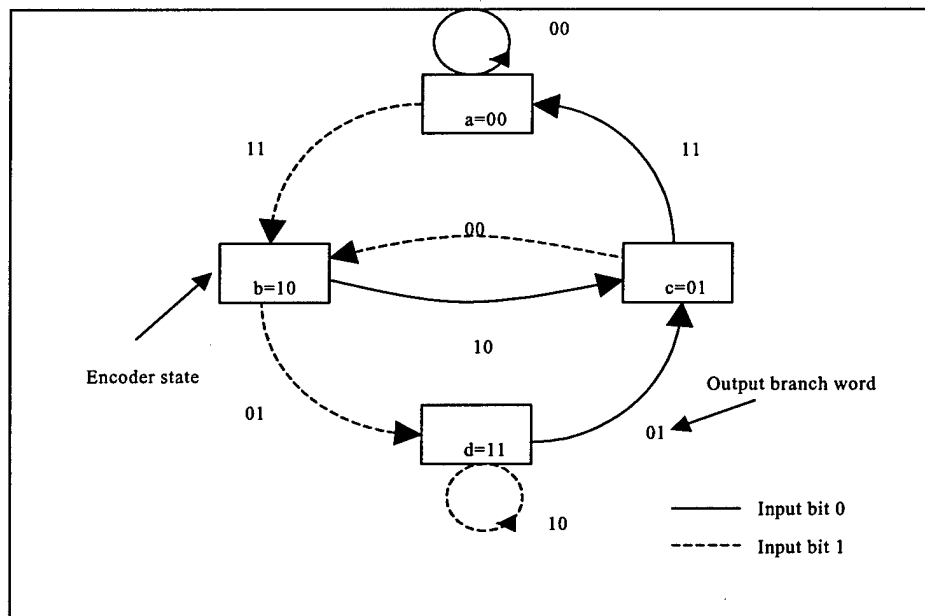 00
a=00
11
11
00
b=10
c=01
10
Encoder state
Output branch word
01
01
d=11
10
Input bit 0
Input bit 1